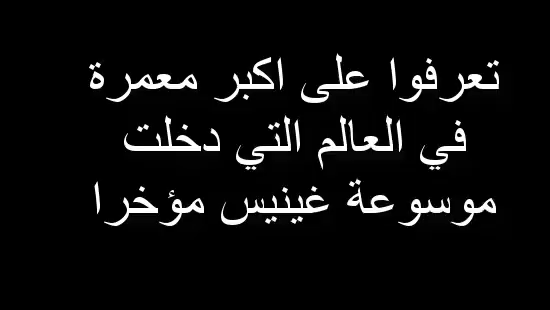 تعرفوا على اكبر معمرة
في العالم التي دخلت
موسوعة غينيس مؤخرا